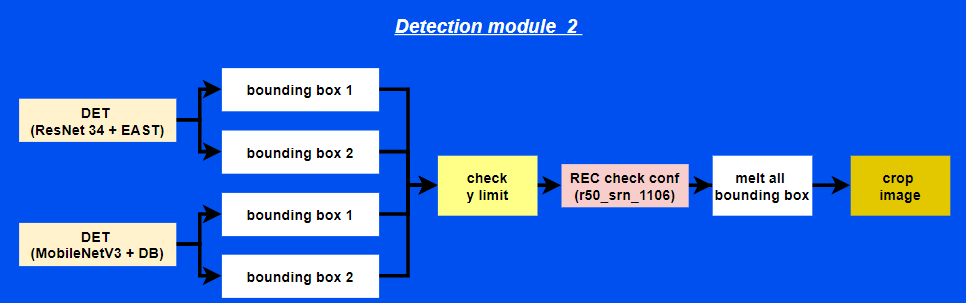 Detection module 2
DET
(ResNet 34 + EAST)
bounding box 1
bounding box 2
DET
(MobileNetV3 + DB)
bounding box 1
bounding box 2
check
y limit
REC check conf
(r50_srn_1106)
melt all
bounding box
crop
image